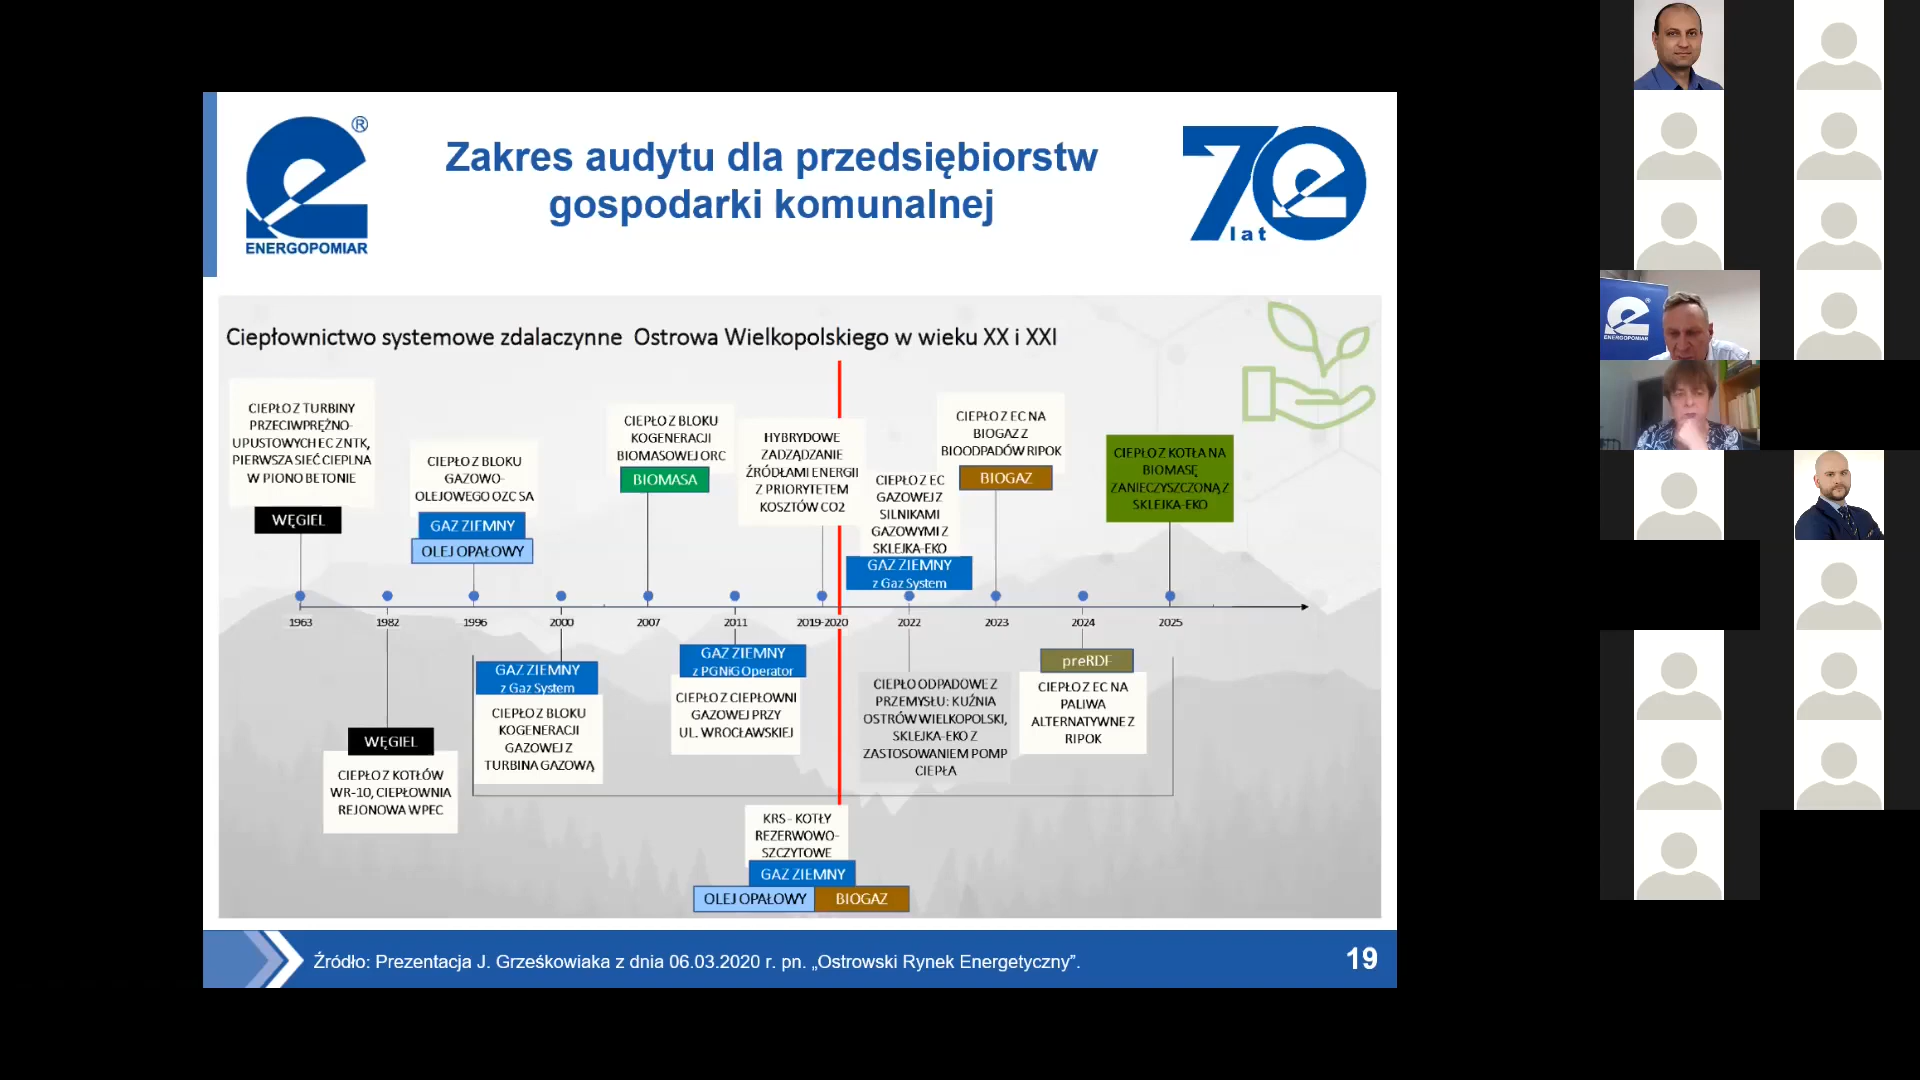 ENERGOPOMIAR
®
Zakres audytu dla przedsiębiorstw
gospodarki komunalnej
70
lat
Ciepłownictwo systemowe zdalaczynne Ostrowa Wielkopolskiego w wieku XX i XXI
CIEPŁO Z TURBINY
PRZECIWPRĘŻNO-
UPUSTOWYCH EC ZNTK,
PIERWSZA SIEĆ CIEPLNA
W PIONO BETONIE
WĘGIEL
CIEPŁO Z BLOKU
GAZOWO-
OLEJOWEGO OZC SA
GAZ ZIEMNY
OLEJ OPAŁOWY
CIEPŁO Z BLOKU
KOGENERACJI
BIOMASOWEJ ORC
BIOMASA
HYBRYDOWE
ZADZĄDZANIE
ŹRÓDŁAMI ENERGII
Z PRIORYTETEM
KOSZTÓW CO2
CIEPŁO Z EC
GAZOWEJ Z
SILNIKAMI
GAZOWYMI Z
SKLEJKA-EKO
GAZ ZIEMNY
z Gaz System
CIEPŁO Z EC NA
BIOGAZ Z
BIOODPADÓW RIPOK
BIOGAZ
CIEPŁO Z KOTŁA NA
BIOMASĘ
ZANIECZYSZCZONĄ Z
SKLEJKA-EKO
1963
1982
1996
2000
2007
2011
2019-2020
2022
2023
2024
2025
WĘGIEL
CIEPŁO Z KOTŁÓW
WR-10, CIEPŁOWNIA
REJONOWA WPEC
GAZ ZIEMNY
z Gaz System
CIEPŁO Z BLOKU
KOGENERACJI
GAZOWEJ Z
TURBINA GAZOWĄ
GAZ ZIEMNY
z PGNiG Operator
CIEPŁO Z CIEPŁOWNI
GAZOWEJ PRZY
UL. WROCŁAWSKIEJ
CIEPŁO ODPADOWE Z
PRZEMYSŁU: KUŹNIA
OSTRÓW WIELKOPOLSKI,
SKLEJKA-EKO Z
ZASTOSOWANIEM POMP
CIEPŁA
preRDF
CIEPŁO Z EC NA
PALIWA
ALTERNATYWNE Z
RIPOK
KRS - KOTŁY
REZERWOWO-
SZCZYTOWE
GAZ ZIEMNY
OLEJ OPAŁOWY
BIOGAZ
Źródło: Prezentacja J. Grześkowiaka z dnia 06.03.2020 r. pn. „Ostrowski Rynek Energetyczny”.
19
ENERGOPOMIAR